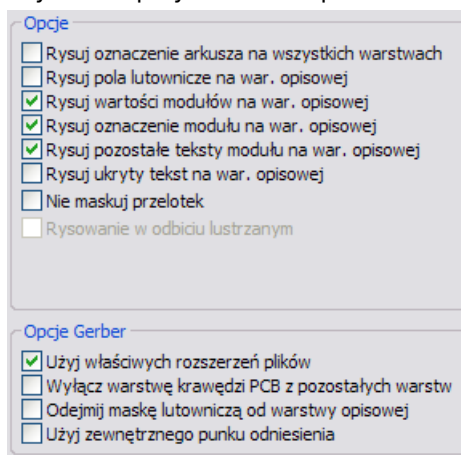 Opcje
Rysuj oznaczenie arkusza na wszystkich warstwach
Rysuj pola lutownicze na war. opisowej
Rysuj wartości modułów na war. opisowej
Rysuj oznaczenie modułu na war. opisowej
Rysuj pozostałe teksty modułu na war. opisowej
Rysuj ukryty tekst na war. opisowej
Nie maskuj przelotek
Rysowanie w odbiciu lustrzanym
Opcje Gerber
Użyj właściwych rozszerzeń plików
Wyłącz warstwę krawędzi PCB z pozostałych warstw
Odejmij maskę lutowniczą od warstwy opisowej
Użyj zewnętrznego punku odniesienia